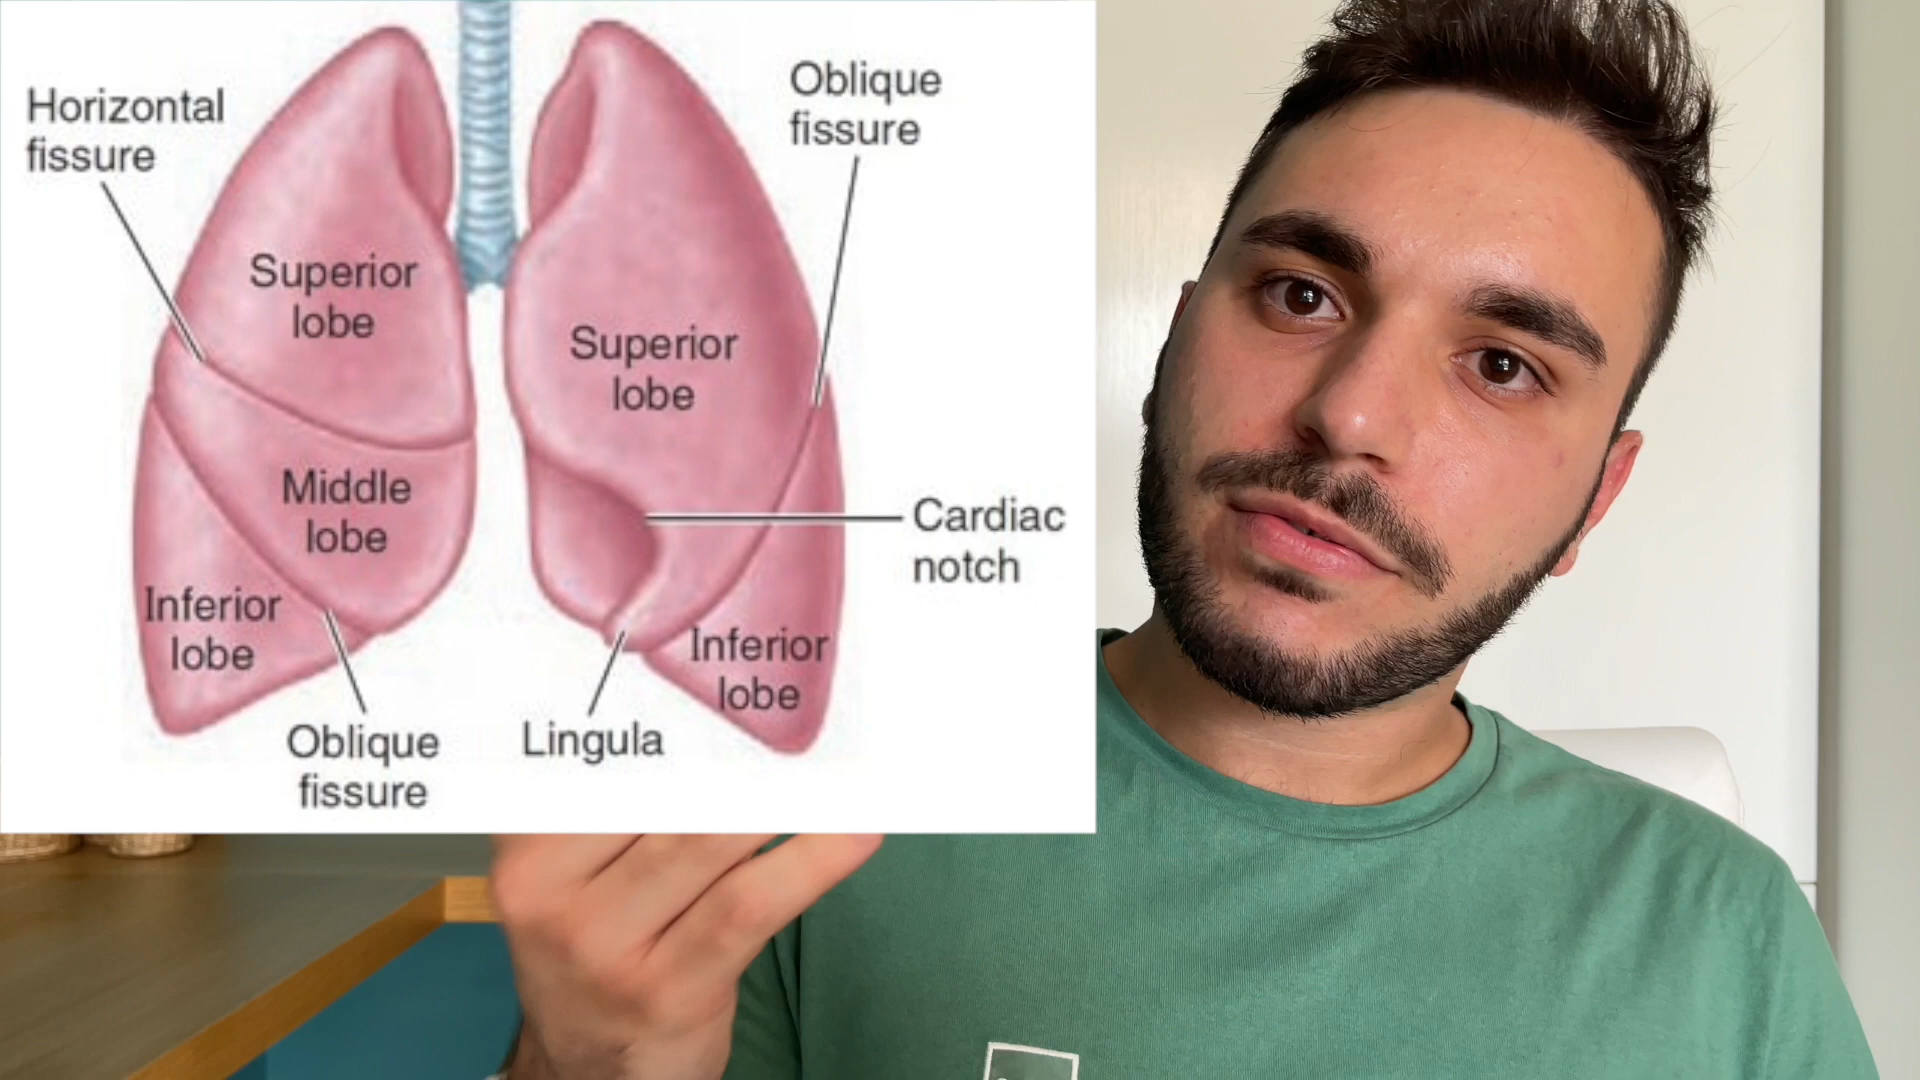 Horizontal
fissure
Oblique
fissure
Superior
lobe
Superior
lobe
Middle
lobe
Cardiac
notch
Inferior
lobe
Inferior
lobe
Oblique
fissure
Lingula